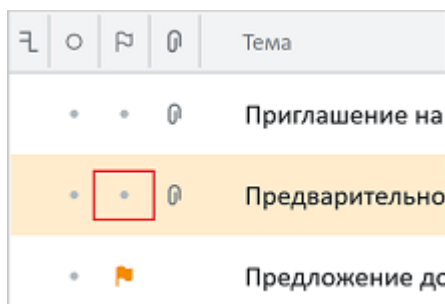 Тема
Приглашение на
Предварительно
Предложение до